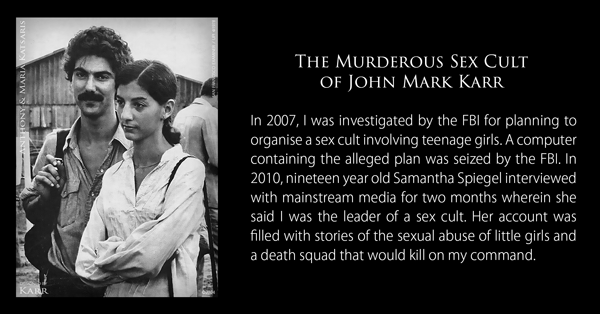 ANTHONY & MARIA KATSARIS
KARR
THE MURDEROUS SEX CULT
OF JOHN MARK KARR
In 2007, I was investigated by the FBI for planning to
organise a sex cult involving teenage girls. A computer
containing the alleged plan was seized by the FBI. In
2010, nineteen year old Samantha Spiegel interviewed
with mainstream media for two months wherein she
said I was the leader of a sex cult. Her account was
filled with stories of the sexual abuse of little girls and
a death squad that would kill on my command.